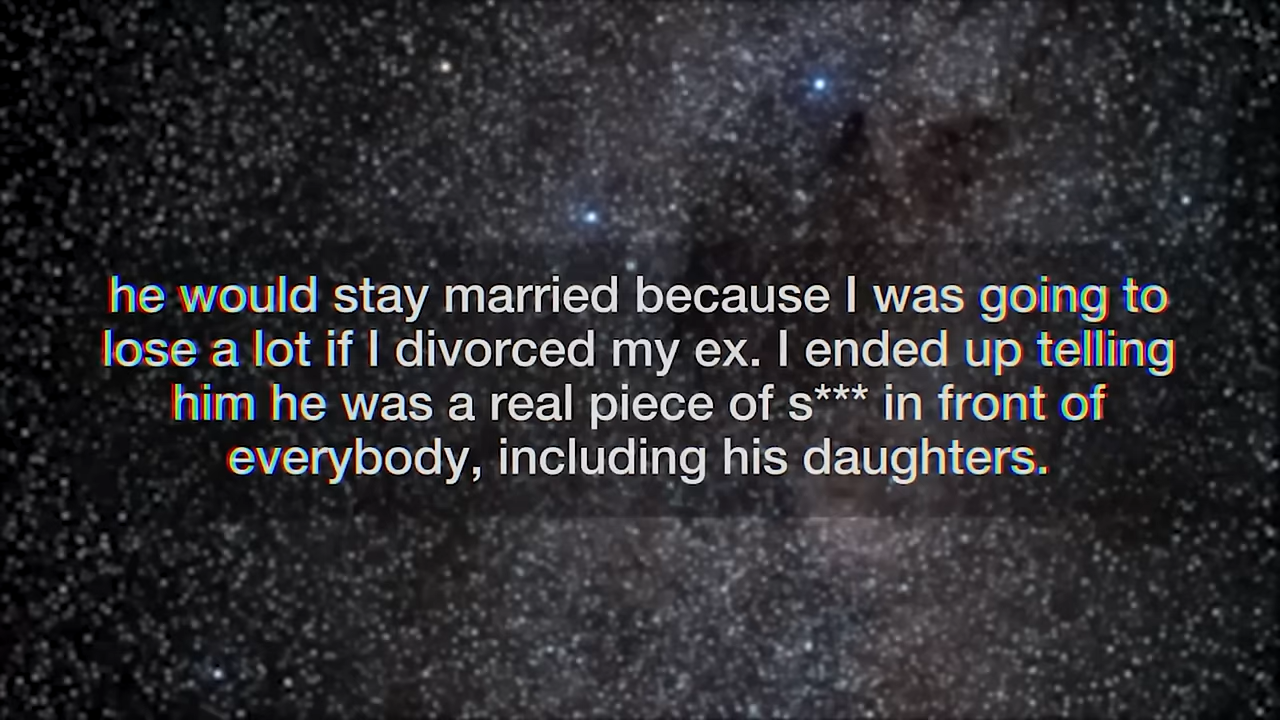 he would stay married because I was going to
lose a lot if I divorced my ex. I ended up telling
him he was a real piece of s*** in front of
everybody, including his daughters.